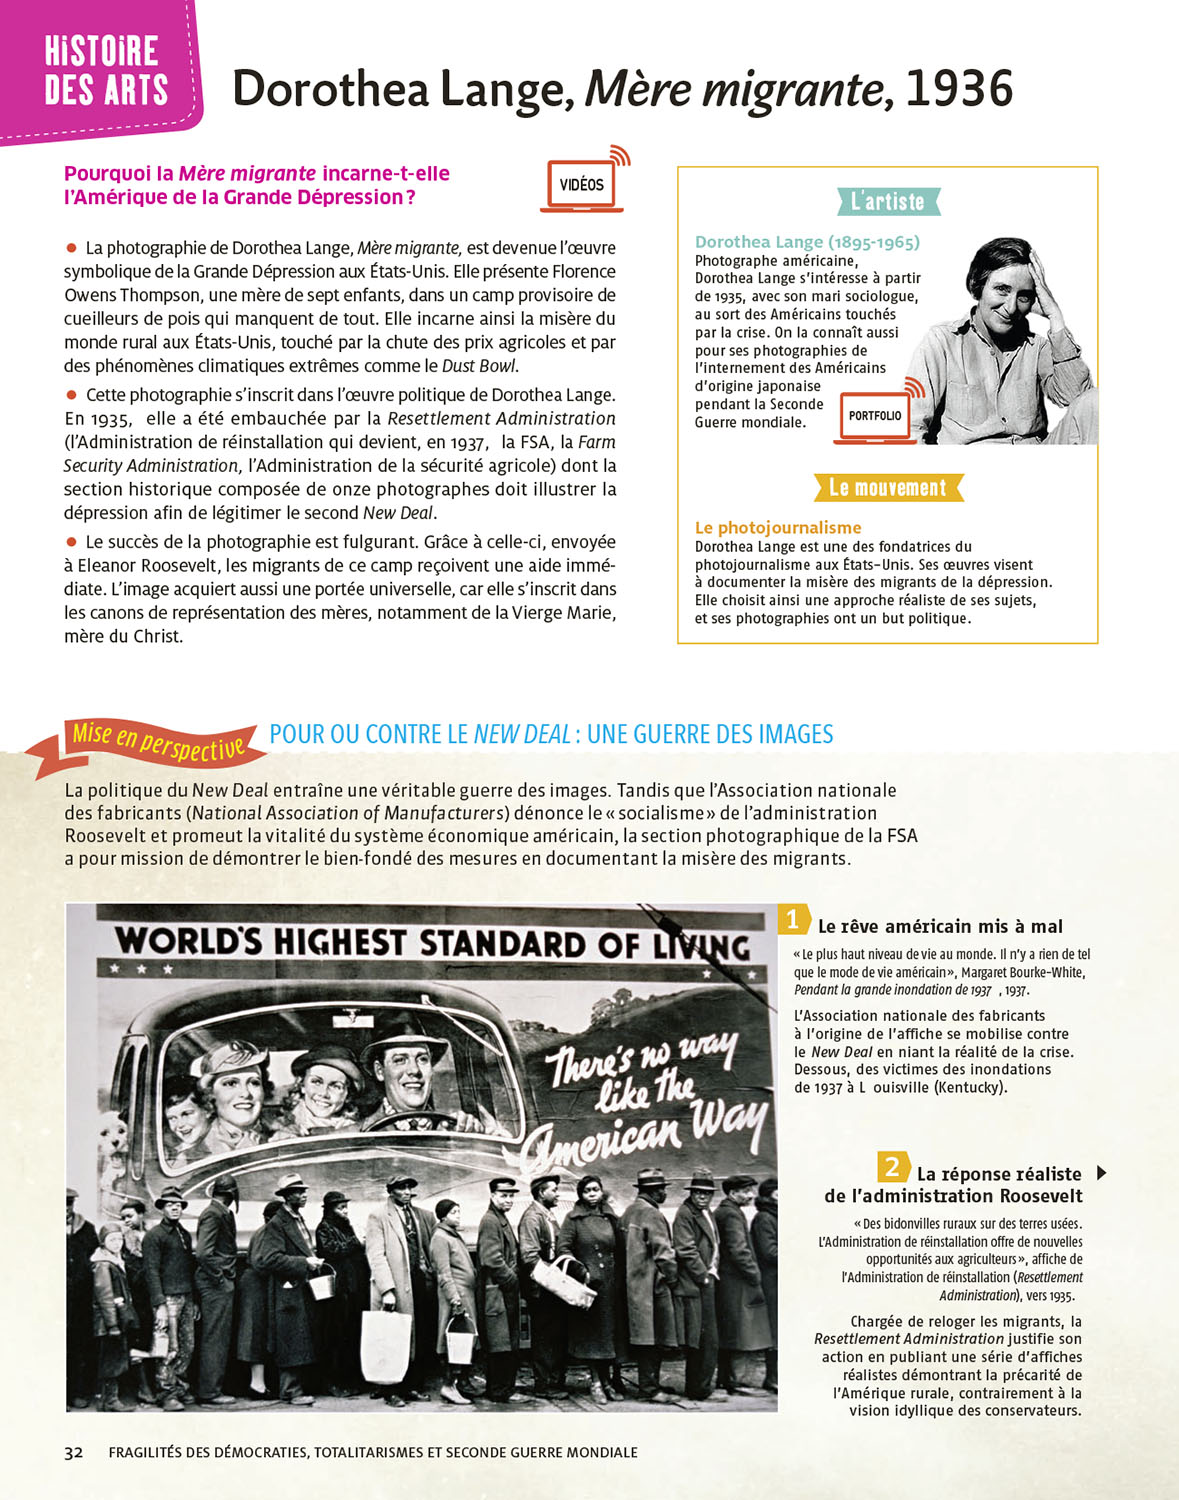 HiSTOiRE
DES ARTS
Dorothea Lange, Mère migrante, 1936
Pourquoi la Mère migrante incarne-t-elle
l’Amérique de la Grande Dépression ?
VIDÉOS
• La photographie de Dorothea Lange, Mère migrante, est devenue l’œuvre
symbolique de la Grande Dépression aux États-Unis. Elle présente Florence
Owens Thompson, une mère de sept enfants, dans un camp provisoire de
cueilleurs de pois qui manquent de tout. Elle incarne ainsi la misère du
monde rural aux États-Unis, touché par la chute des prix agricoles et par
des phénomènes climatiques extrêmes comme le Dust Bowl.
• Cette photographie s’inscrit dans l’œuvre politique de Dorothea Lange.
En 1935, elle a été embauchée par la Resettlement Administration
(l’Administration de réinstallation qui devient, en 1937, la FSA, la Farm
Security Administration, l’Administration de la sécurité agricole) dont la
section historique composée de onze photographes doit illustrer la
dépression afin de légitimer le second New Deal.
• Le succès de la photographie est fulgurant. Grâce à celle-ci, envoyée
à Eleanor Roosevelt, les migrants de ce camp reçoivent une aide immé-
diate. L’image acquiert aussi une portée universelle, car elle s’inscrit dans
les canons de représentation des mères, notamment de la Vierge Marie,
mère du Christ.
L’artiste
Dorothea Lange (1895-1965)
Photographe américaine,
Dorothea Lange s’intéresse à partir
de 1935, avec son mari sociologue,
au sort des Américains touchés
par la crise. On la connaît aussi
pour ses photographies de
l’internement des Américains
d’origine japonaise
pendant la Seconde
Guerre mondiale.
PORTFOLIO
Le mouvement
Le photojournalisme
Dorothea Lange est une des fondatrices du
photojournalisme aux États-Unis. Ses œuvres visent
à documenter la misère des migrants de la dépression.
Elle choisit ainsi une approche réaliste de ses sujets,
et ses photographies ont un but politique.
Mise en perspective
POUR OU CONTRE LE NEW DEAL : UNE GUERRE DES IMAGES
La politique du New Deal entraîne une véritable guerre des images. Tandis que l’Association nationale
des fabricants (National Association of Manufacturers) dénonce le « socialisme » de l’administration
Roosevelt et promeut la vitalité du système économique américain, la section photographique de la FSA
a pour mission de démontrer le bien-fondé des mesures en documentant la misère des migrants.
WORLD'S HIGHEST STANDARD OF LIVING
There's no way
like the
American Way
1 Le rêve américain mis à mal
« Le plus haut niveau de vie au monde. Il n’y a rien de tel
que le mode de vie américain », Margaret Bourke-White,
Pendant la grande inondation de 1937 , 1937.
L’Association nationale des fabricants
à l’origine de l’affiche se mobilise contre
le New Deal en niant la réalité de la crise.
Dessous, des victimes des inondations
de 1937 à L ouisville (Kentucky).
2 La réponse réaliste
de l’administration Roosevelt
« Des bidonvilles ruraux sur des terres usées.
L’Administration de réinstallation offre de nouvelles
opportunités aux agriculteurs », affiche de
l’Administration de réinstallation (Resettlement
Administration), vers 1935.
Chargée de reloger les migrants, la
Resettlement Administration justifie son
action en publiant une série d’affiches
réalistes démontrant la précarité de
l’Amérique rurale, contrairement à la
vision idyllique des conservateurs.
32 FRAGILITÉS DES DÉMOCRATIES, TOTALITARISMES ET SECONDE GUERRE MONDIALE